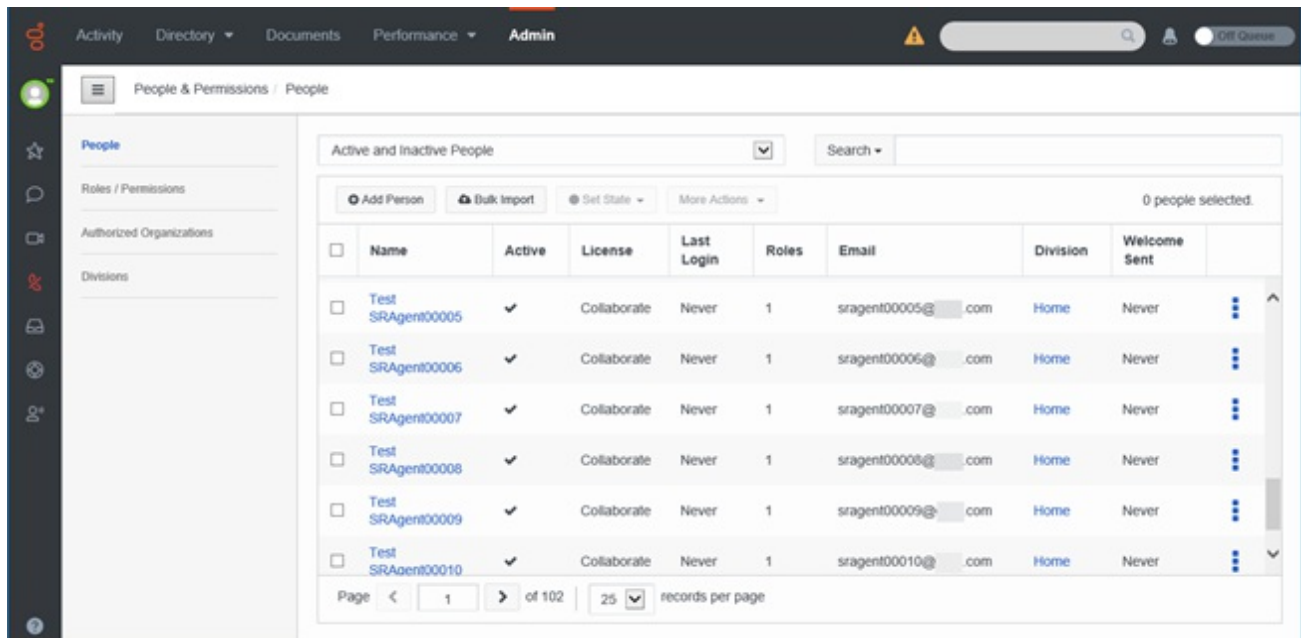 Activity Directory Documents Performance Admin Off Queue
People & Permissions / People
People
Roles / Permissions
Authorized Organizations
Divisions
Active and Inactive People Search
Add Person Bulk Import Set State More Actions 0 people selected.
Name Active License Last Login Roles Email Division Welcome Sent
Test SRAgent00005 Collaborate Never 1 sragent00005@ .com Home Never
Test SRAgent00006 Collaborate Never 1 sragent00006@ .com Home Never
Test SRAgent00007 Collaborate Never 1 sragent00007@ .com Home Never
Test SRAgent00008 Collaborate Never 1 sragent00008@ .com Home Never
Test SRAgent00009 Collaborate Never 1 sragent00009@ .com Home Never
Test SRAgent00010 Collaborate Never 1 sragent00010@ .com Home Never
Page 1 of 102 25 records per page